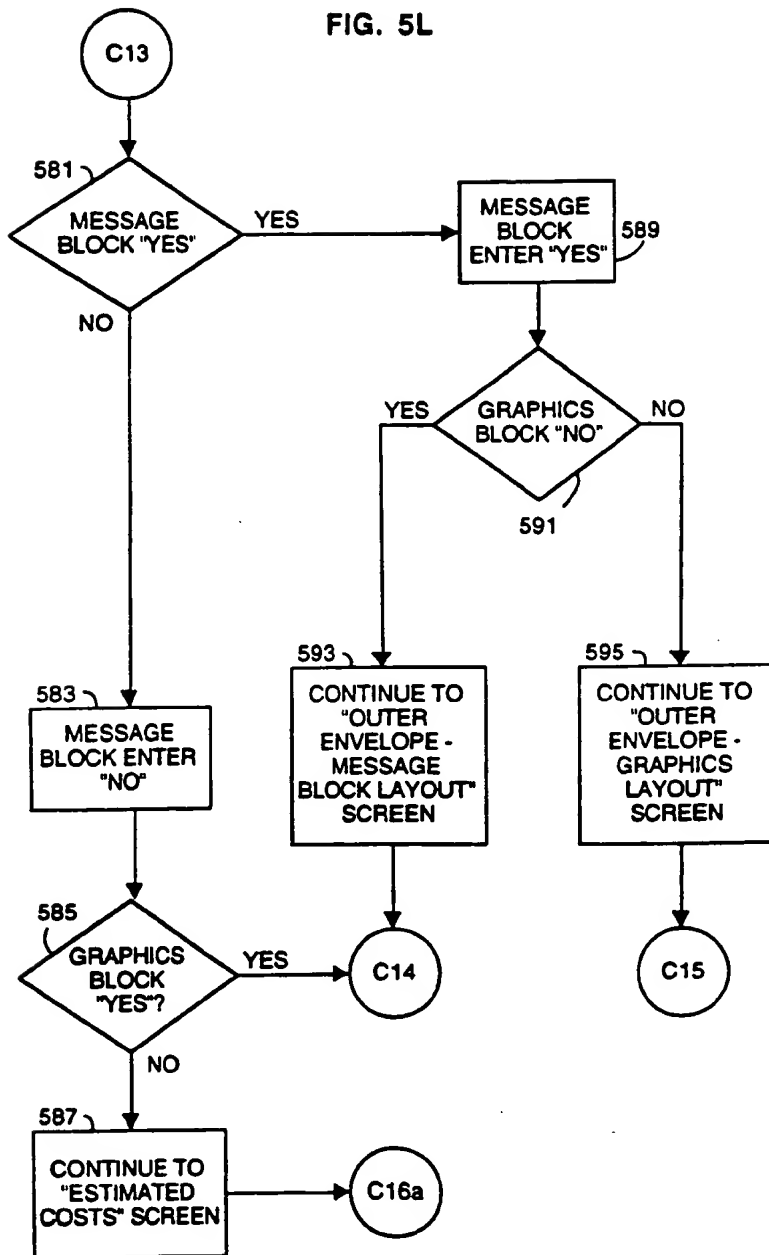 FIG. 5L
C13
581
MESSAGE
BLOCK "YES"
YES
NO
MESSAGE
BLOCK
ENTER "YES"
589
YES
GRAPHICS
BLOCK "NO"
NO
591
593
CONTINUE TO
"OUTER
ENVELOPE -
MESSAGE
BLOCK LAYOUT"
SCREEN
595
CONTINUE TO
"OUTER
ENVELOPE -
GRAPHICS
LAYOUT"
SCREEN
583
MESSAGE
BLOCK ENTER
"NO"
585
GRAPHICS
BLOCK
"YES"?
YES
NO
C14
C15
587
CONTINUE TO
"ESTIMATED
COSTS" SCREEN
C16a